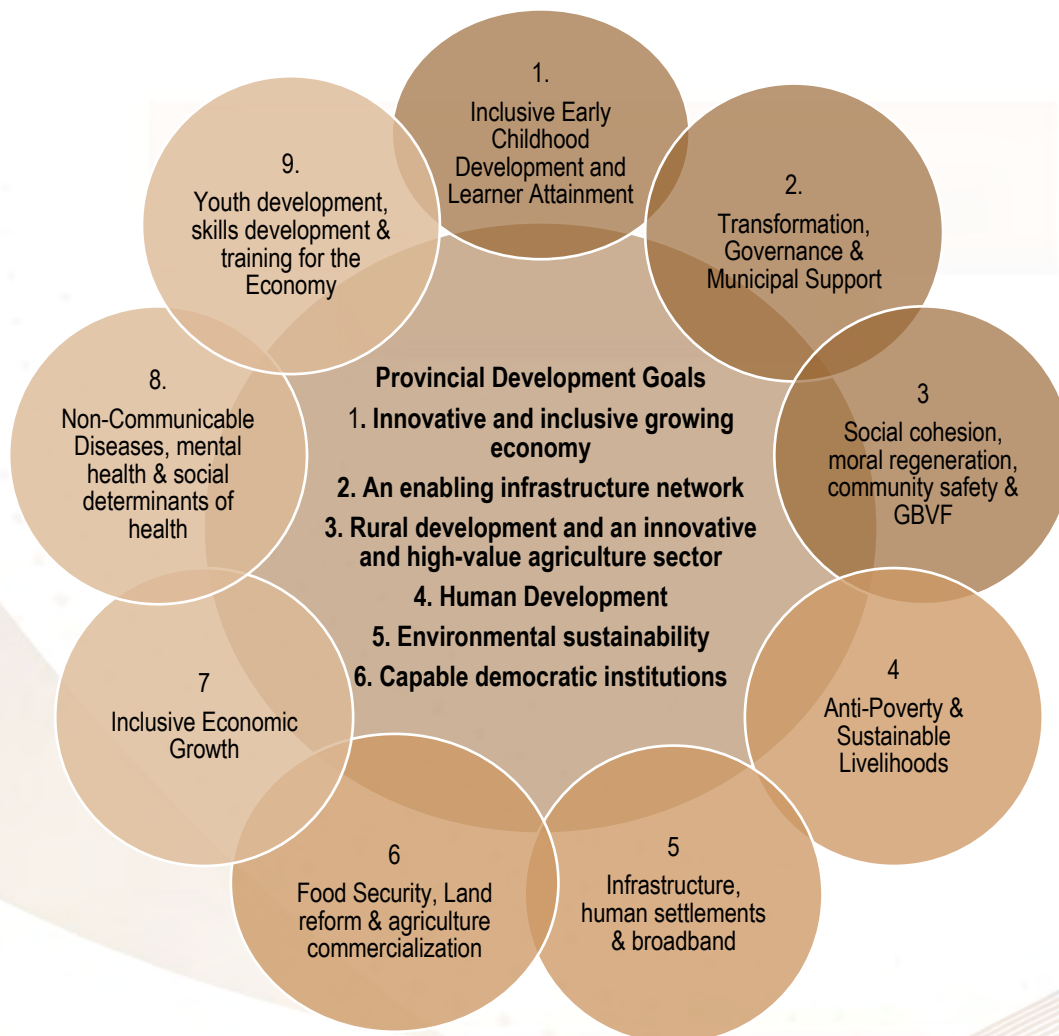 1.
Inclusive Early
Childhood
Development and
Learner Attainment
2.
Transformation,
Governance &
Municipal Support
3
Social cohesion,
moral regeneration,
community safety &
GBVF
4
Anti-Poverty &
Sustainable
Livelihoods
5
Infrastructure,
human settlements
& broadband
6
Food Security, Land
reform & agriculture
commercialization
7
Inclusive Economic
Growth
8.
Non-Communicable
Diseases, mental
health & social
determinants of
health
9.
Youth development,
skills development &
training for the
Economy
Provincial Development Goals
1. Innovative and inclusive growing
economy
2. An enabling infrastructure network
3. Rural development and an innovative
and high-value agriculture sector
4. Human Development
5. Environmental sustainability
6. Capable democratic institutions